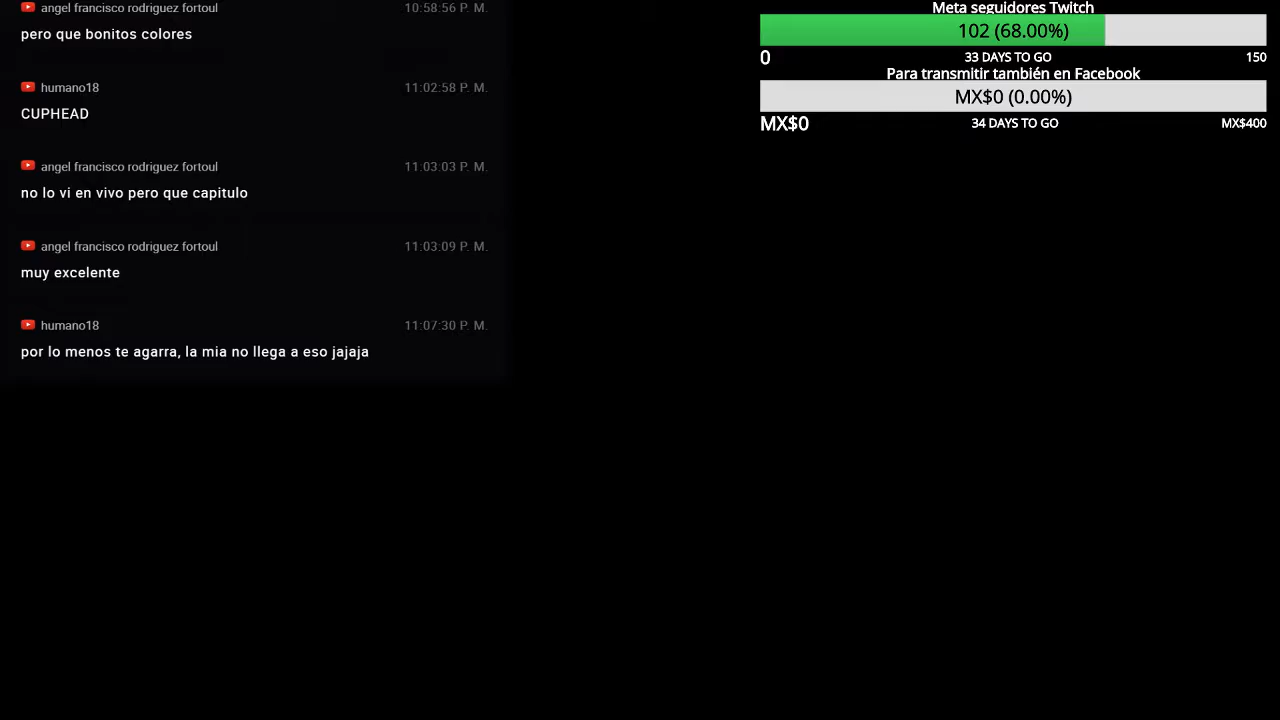 angel francisco rodriguez fortoul 10:58:56 P. M.
pero que bonitos colores
humano18 11:02:58 P. M.
CUPHEAD
angel francisco rodriguez fortoul 11:03:03 P. M.
no lo vi en vivo pero que capitulo
angel francisco rodriguez fortoul 11:03:09 P. M.
muy excelente
humano18 11:07:30 P. M.
por lo menos te agarra, la mia no llega a eso jajaja
Meta seguidores Twitch
102 (68.00%)
0 33 DAYS TO GO 150
Para transmitir también en Facebook
MX$0 (0.00%)
MX$0 34 DAYS TO GO MX$400